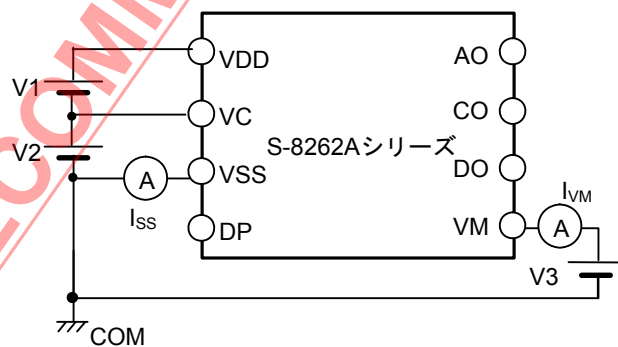 VDD
AO
V1
VC
CO
S-8262Aシリーズ
V2
VSS
DO
A
ISS
DP
VM
IVM
A
V3
COM
ECOMM